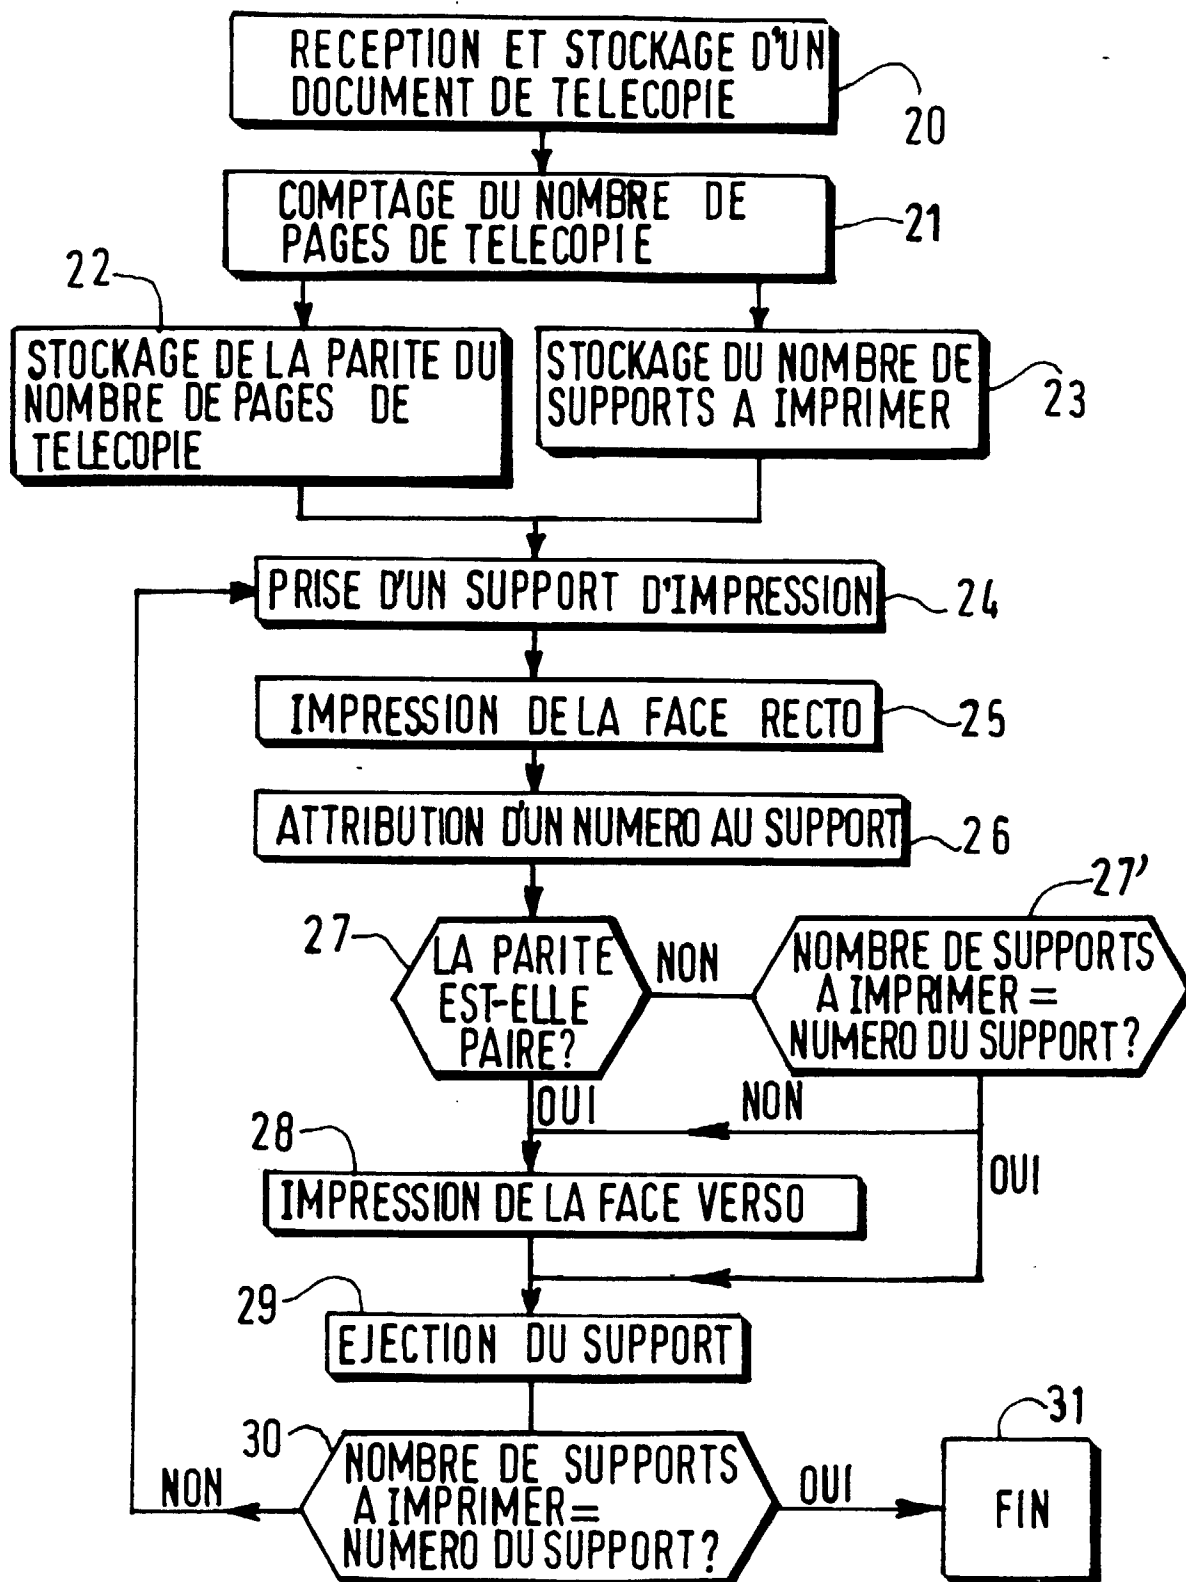 RECEPTION ET STOCKAGE D'UN
DOCUMENT DE TELECOPIE
20
COMPTAGE DU NOMBRE DE
PAGES DE TELECOPIE
21
22
STOCKAGE DE LA PARITE DU
NOMBRE DE PAGES DE
TELECOPIE
STOCKAGE DU NOMBRE DE
SUPPORTS A IMPRIMER
23
PRISE D'UN SUPPORT D'IMPRESSION
24
IMPRESSION DE LA FACE RECTO
25
ATTRIBUTION D'UN NUMERO AU SUPPORT
26
27
LA PARITE
EST-ELLE
PAIRE?
NON
27'
NOMBRE DE SUPPORTS
A IMPRIMER =
NUMERO DU SUPPORT?
OUI
NON
OUI
28
IMPRESSION DE LA FACE VERSO
29
EJECTION DU SUPPORT
30
NOMBRE DE SUPPORTS
A IMPRIMER =
NUMERO DU SUPPORT?
NON
OUI
31
FIN